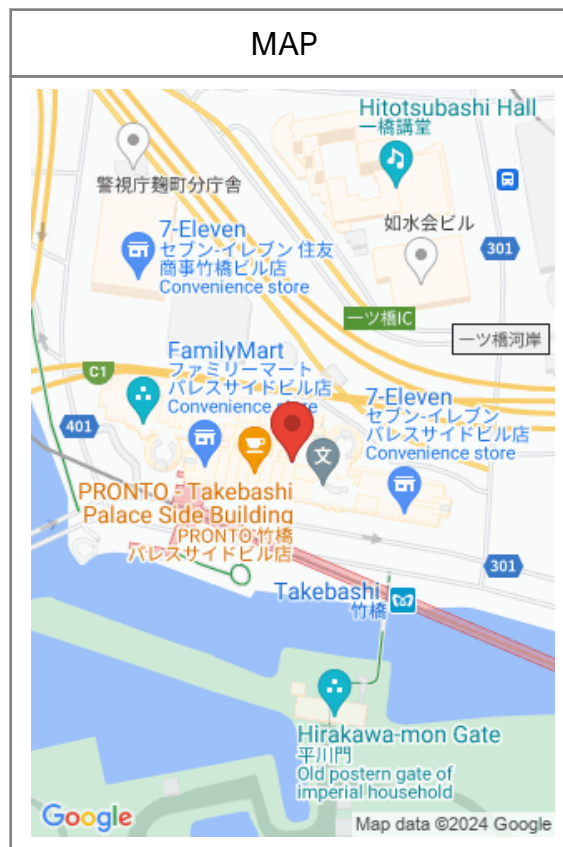 MAP
Hitotsubashi Hall
一橋講堂
警視庁麹町分庁舎
7-Eleven
セブン-イレブン 住友
商事竹橋ビル店
Convenience store
如水会ビル
301
一ツ橋IC
一ツ橋河岸
FamilyMart
ファミリーマート
パレスサイドビル店
Convenience store
C1
7-Eleven
セブン-イレブン
パレスサイドビル店
Convenience store
401
文
PRONTO - Takebashi
Palace Side Building
PRONTO 竹橋
パレスサイドビル店
301
Takebashi
竹橋
Hirakawa-mon Gate
平川門
Old postern gate of
imperial household
Google
Map data ©2024 Google